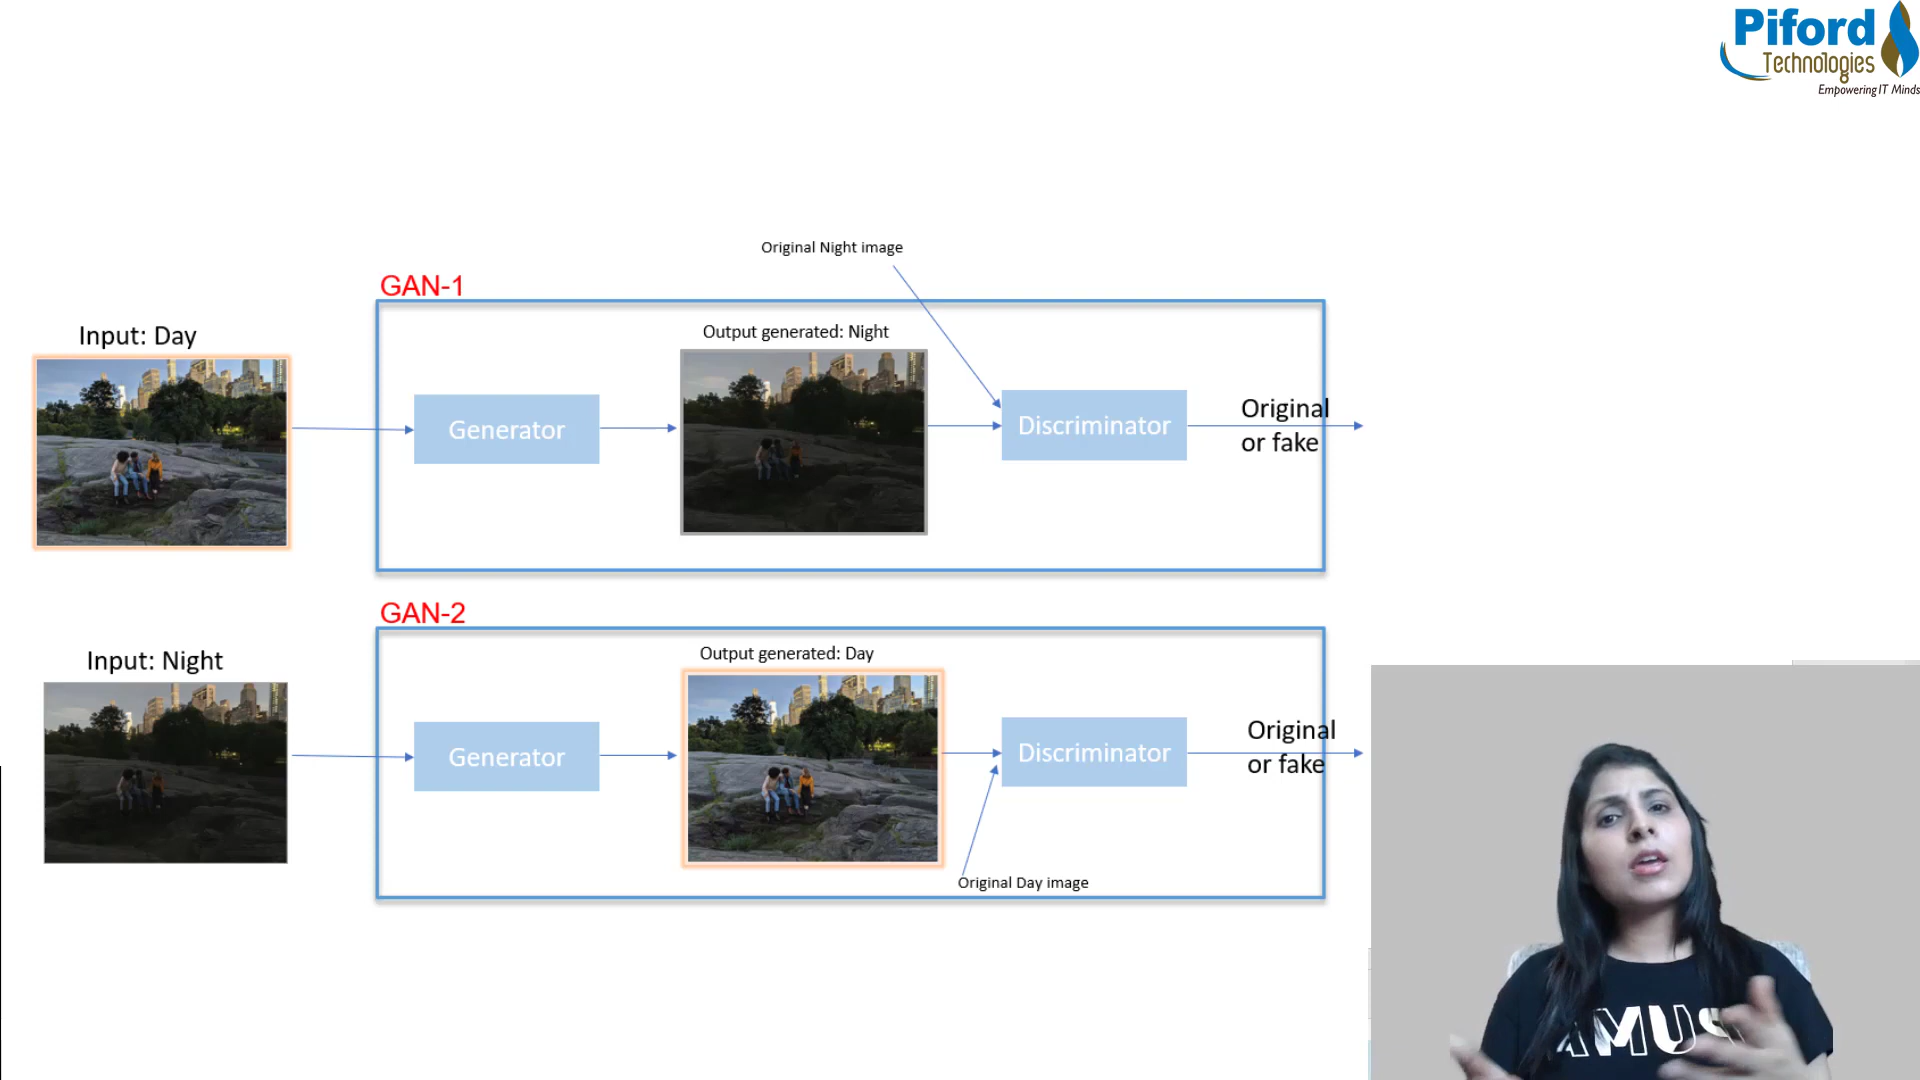 Piford
Technologies
Empowering IT Minds
Original Night image
GAN-1
Input: Day
Output generated: Night
Generator
Discriminator
Original
or fake
GAN-2
Input: Night
Output generated: Day
Generator
Discriminator
Original
or fake
Original Day image
PUMA